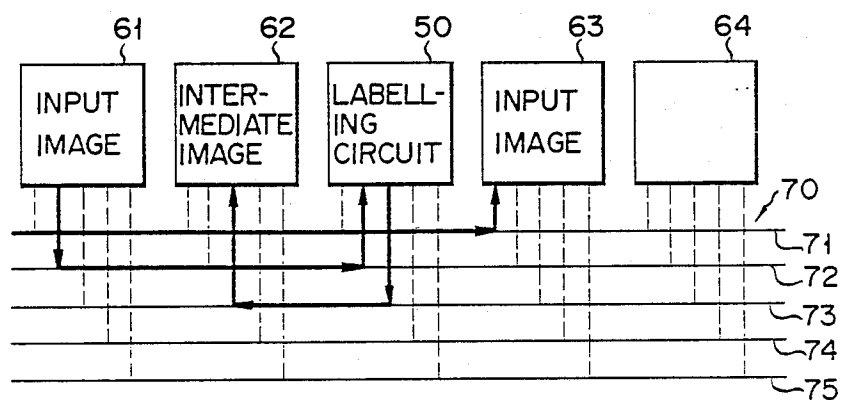 61 62 50 63 64
INPUT IMAGE
INTER- MEDIATE IMAGE
LABELL- ING CIRCUIT
INPUT IMAGE
70
71
72
73
74
75